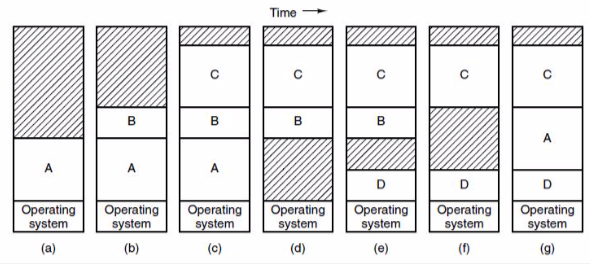 Time
C C C C C
B B B B
A
A A A
D D D
Operating system Operating system Operating system Operating system Operating system Operating system Operating system
(a) (b) (c) (d) (e) (f) (g)